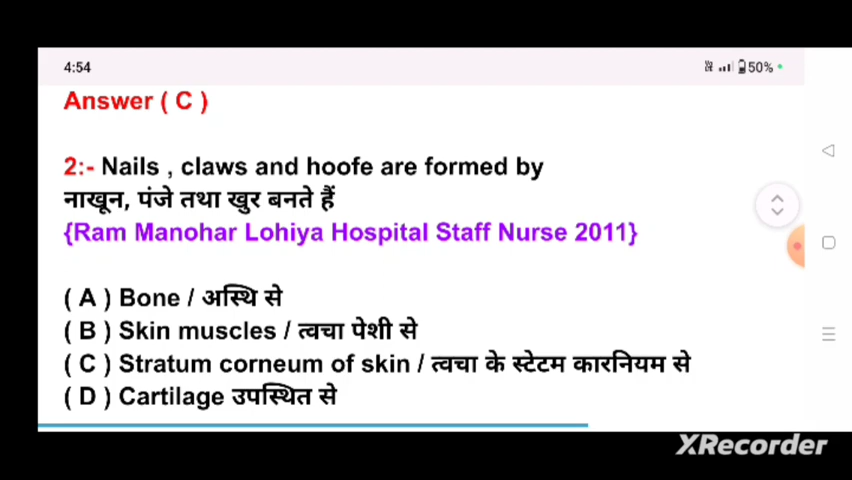 4:54
50%
Answer ( C )
2:- Nails , claws and hoofe are formed by
नाखून, पंजे तथा खुर बनते हैं
{Ram Manohar Lohiya Hospital Staff Nurse 2011}
( A ) Bone / अस्थि से
( B ) Skin muscles / त्वचा पेशी से
( C ) Stratum corneum of skin / त्वचा के स्टेटम कारनियम से
( D ) Cartilage उपस्थित से
XRecorder